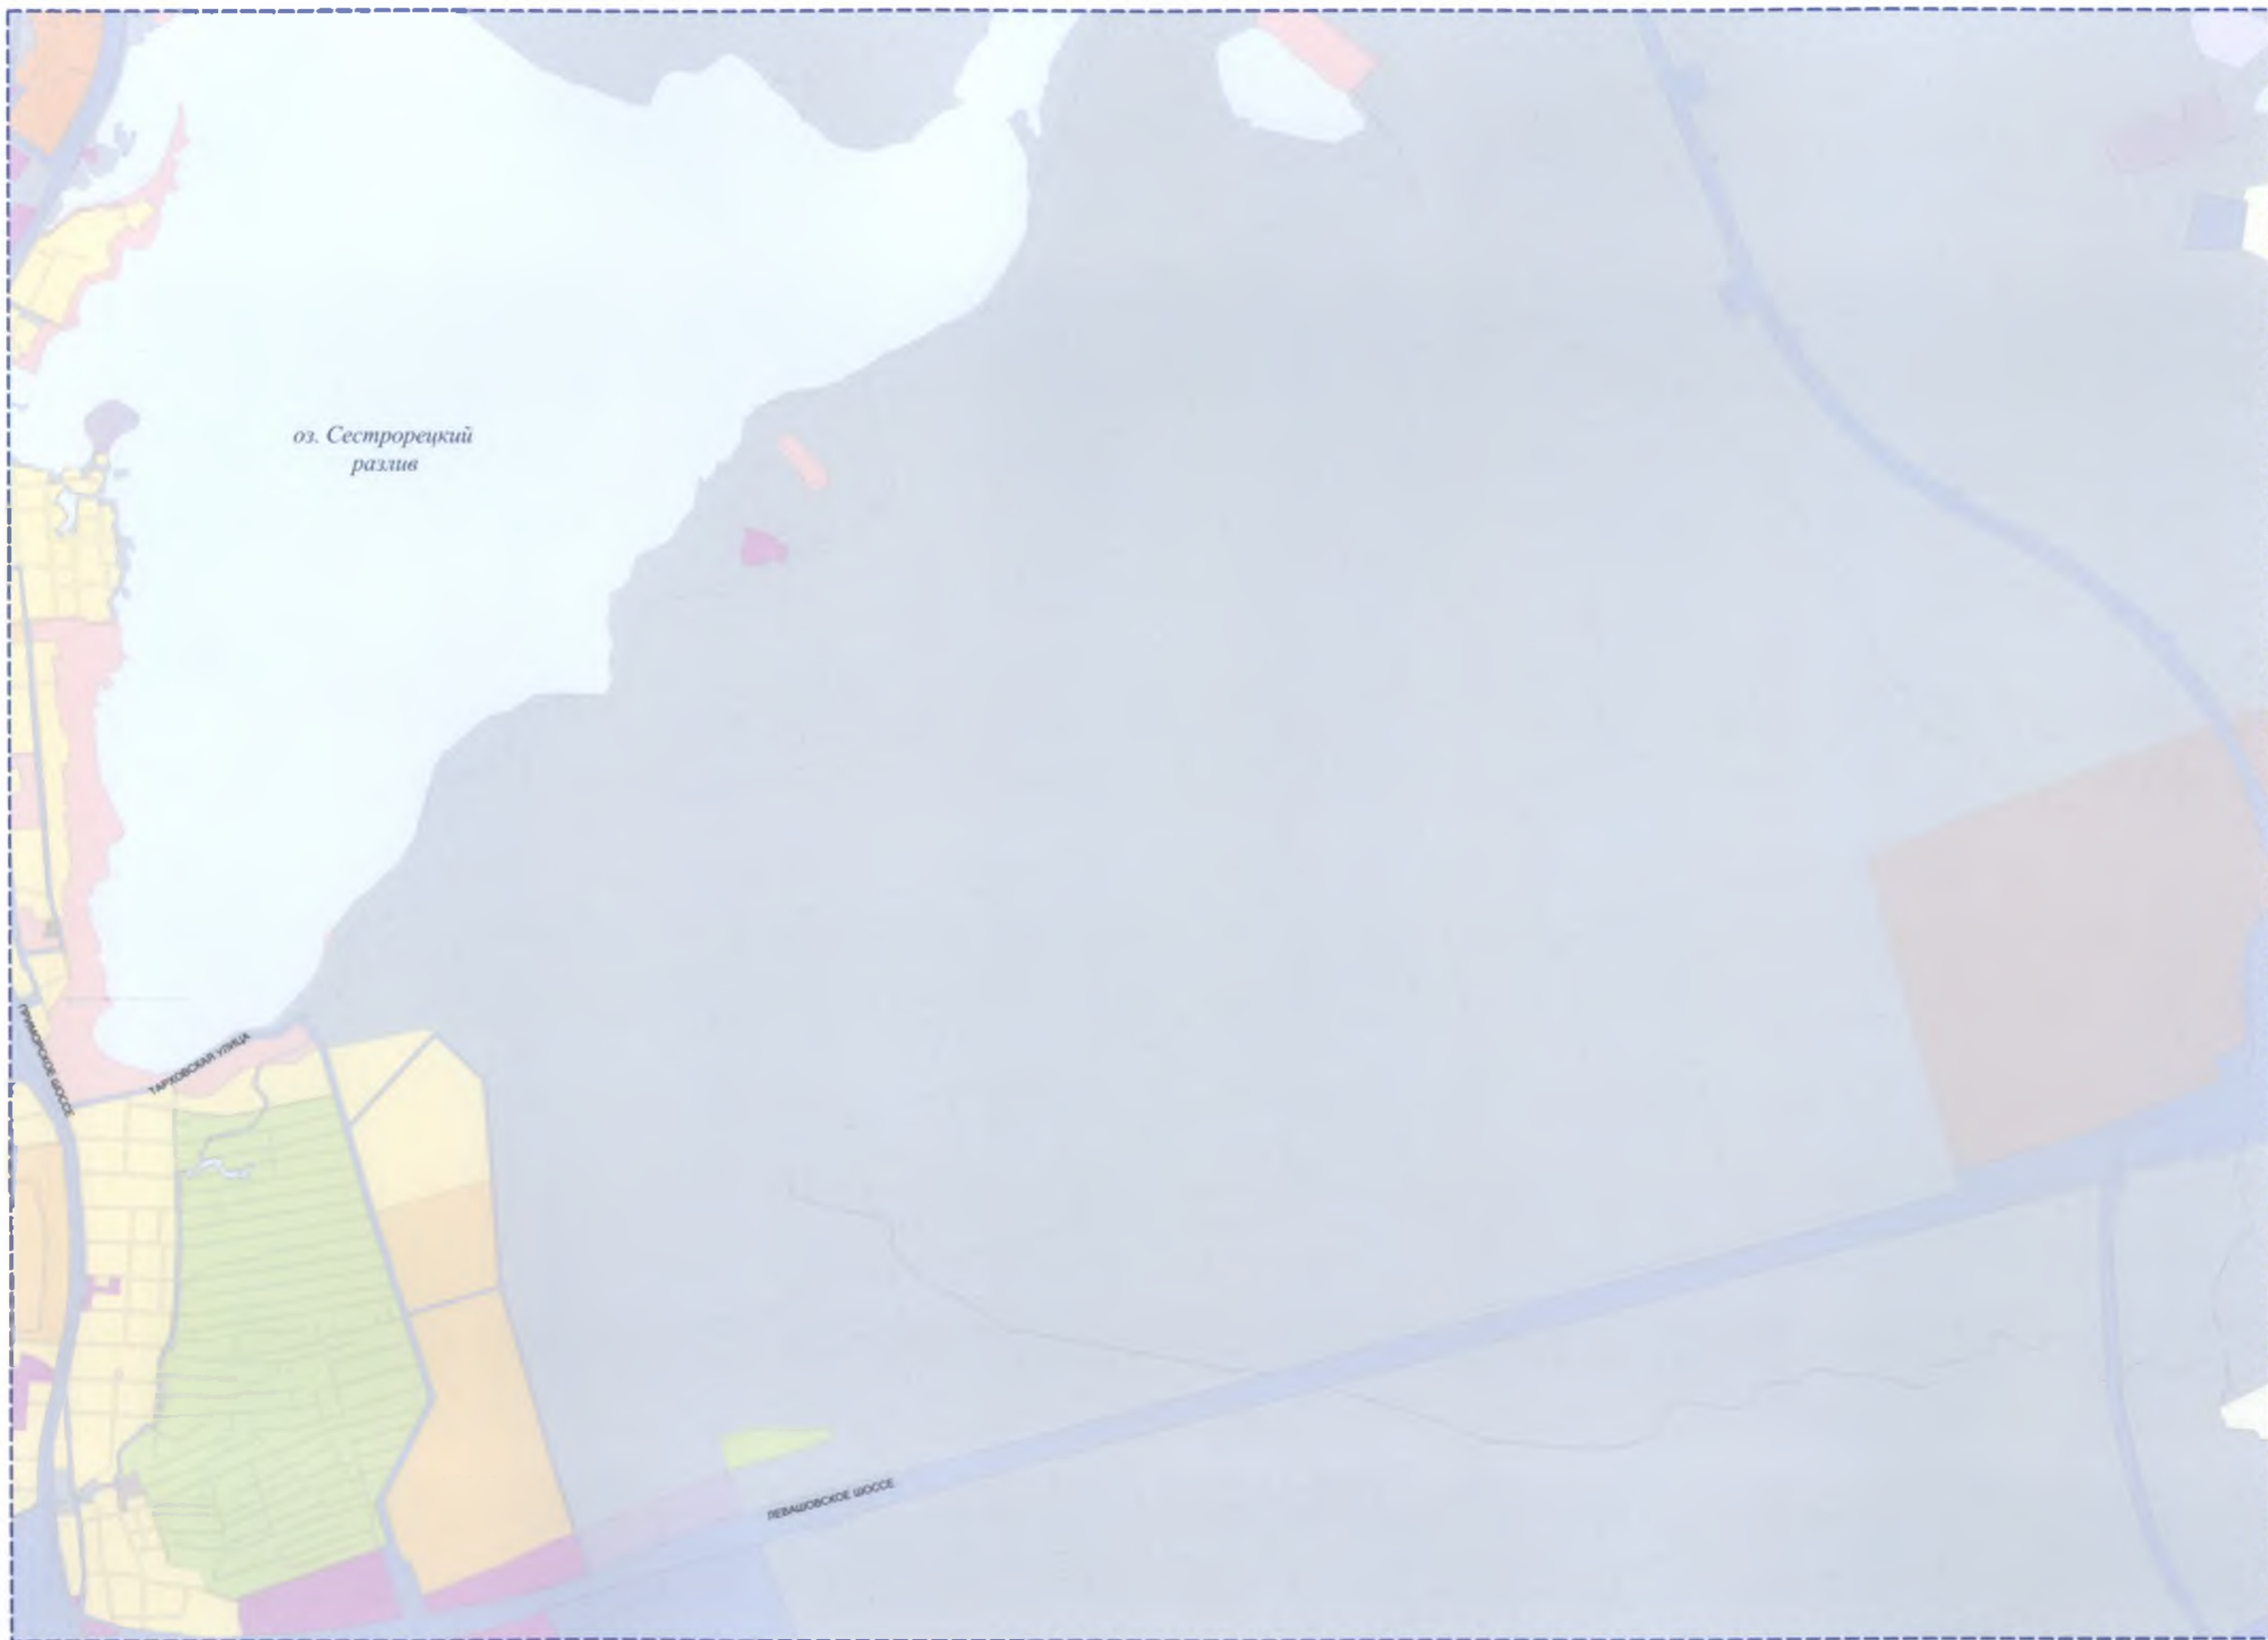 оз. Сестрорецкий
разлив
ПРИМОРСКОЕ ШОССЕ
ТАРХОВСКАЯ УЛИЦА
ЛЕВАШОВСКОЕ ШОССЕ